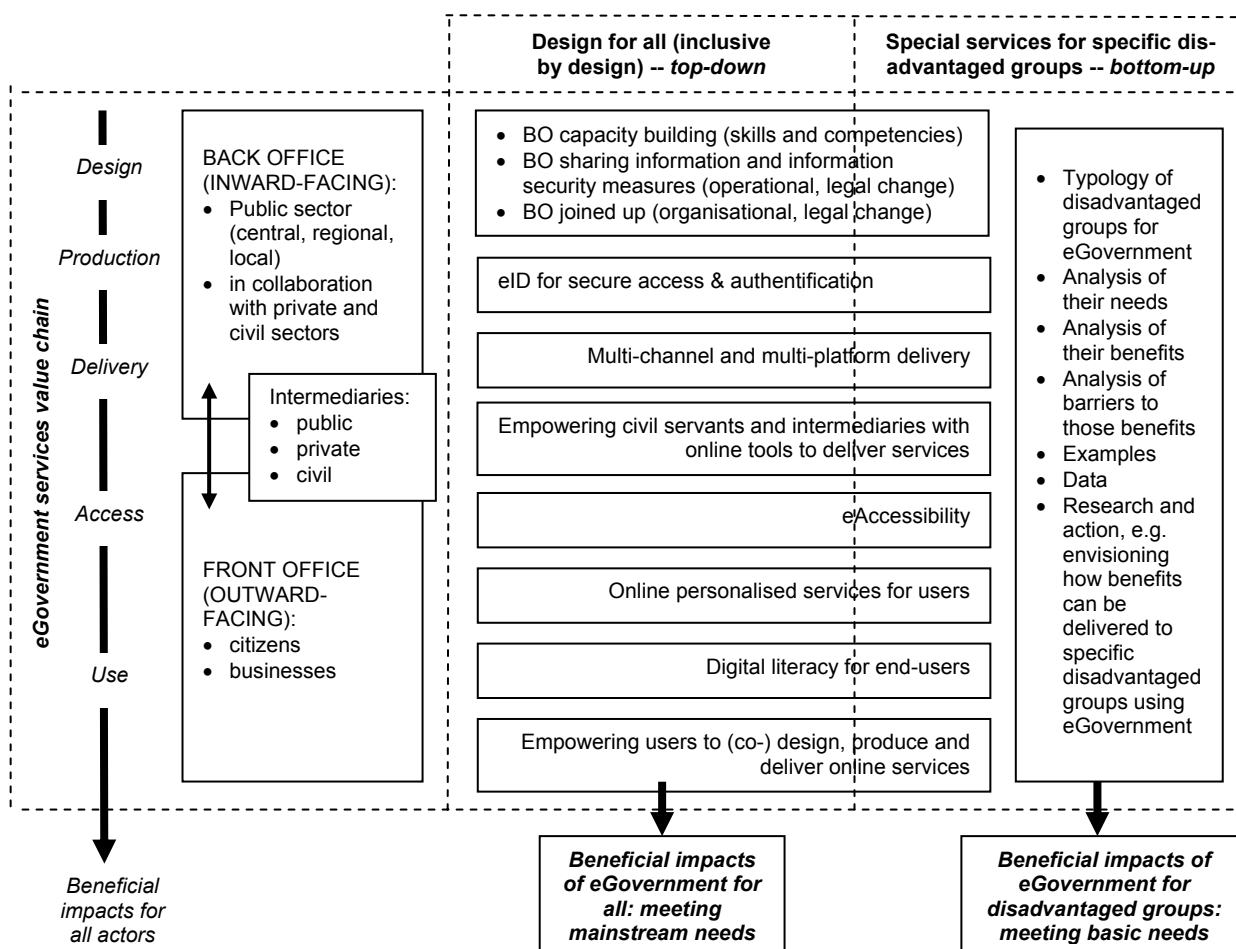 Design for all (inclusive
by design) -- top-down
Special services for specific dis-
advantaged groups -- bottom-up
eGovernment services value chain
Design
Production
Delivery
Access
Use
Beneficial
impacts for
all actors
BACK OFFICE
(INWARD-FACING):
• Public sector
(central, regional,
local)
• in collaboration
with private and
civil sectors
Intermediaries:
• public
• private
• civil
FRONT OFFICE
(OUTWARD-
FACING):
• citizens
• businesses
• BO capacity building (skills and competencies)
• BO sharing information and information
security measures (operational, legal change)
• BO joined up (organisational, legal change)
eID for secure access & authentification
Multi-channel and multi-platform delivery
Empowering civil servants and intermediaries with
online tools to deliver services
eAccessibility
Online personalised services for users
Digital literacy for end-users
Empowering users to (co-) design, produce and
deliver online services
Beneficial impacts
of eGovernment for
all: meeting
mainstream needs
• Typology of
disadvantaged
groups for
eGovernment
• Analysis of
their needs
• Analysis of
their benefits
• Analysis of
barriers to
those benefits
• Examples
• Data
• Research and
action, e.g.
envisioning
how benefits
can be
delivered to
specific
disadvantaged
groups using
eGovernment
Beneficial impacts of
eGovernment for
disadvantaged groups:
meeting basic needs